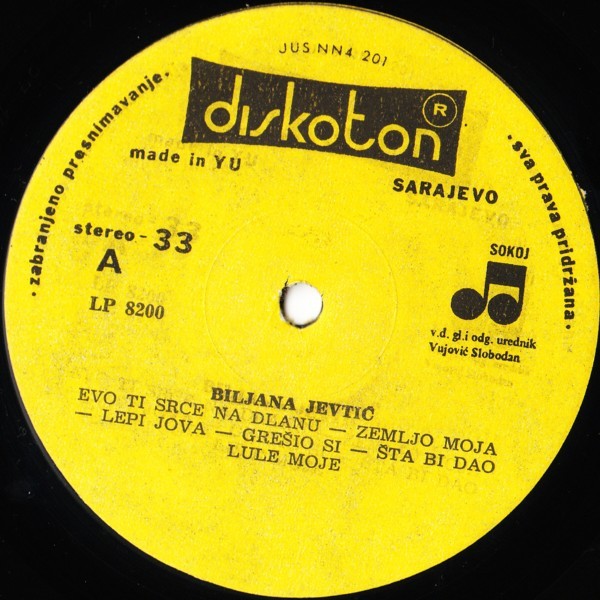 JUS NN4 201
diskoton ®
made in YU
SARAJEVO
• zabranjeno presnimavanje •
• sva prava pridržana •
stereo - 33
A
LP 8200
SOKOJ
v.d. gl.i odg. urednik
Vujović Slobodan
BILJANA JEVTIĆ
EVO TI SRCE NA DLANU — ZEMLJO MOJA
— LEPI JOVA — GREŠIO SI — ŠTA BI DAO
LULE MOJE